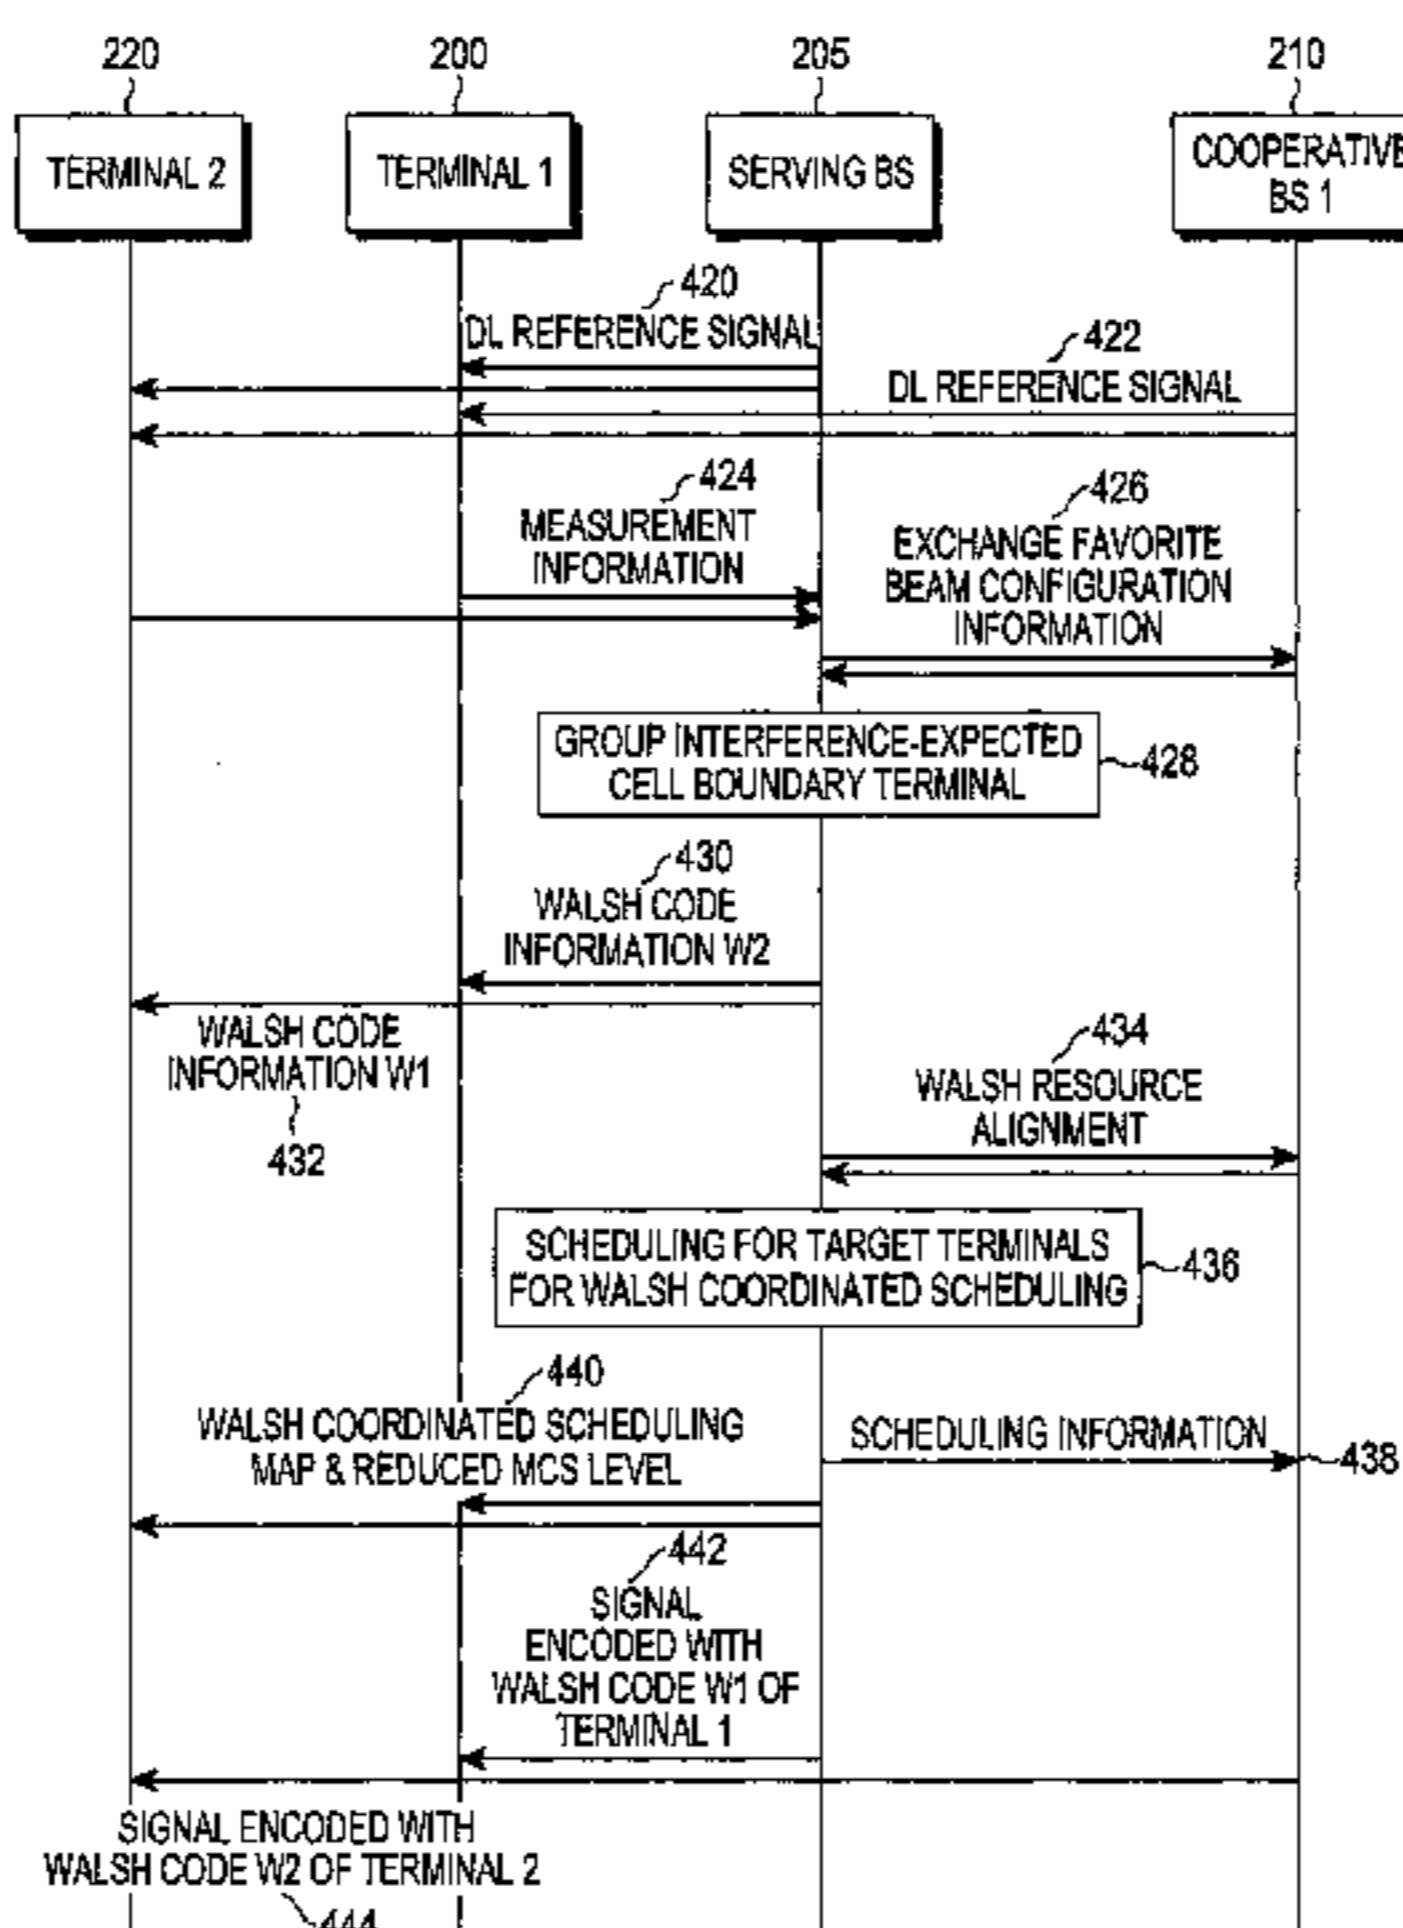 220
200
205
210
TERMINAL 2
TERMINAL 1
SERVING BS
COOPERATIVE
BS 1
420
DL REFERENCE SIGNAL
422
DL REFERENCE SIGNAL
424
MEASUREMENT
INFORMATION
426
EXCHANGE FAVORITE
BEAM CONFIGURATION
INFORMATION
GROUP INTERFERENCE-EXPECTED
CELL BOUNDARY TERMINAL
428
430
WALSH CODE
INFORMATION W2
WALSH CODE
INFORMATION W1
432
434
WALSH RESOURCE
ALIGNMENT
SCHEDULING FOR TARGET TERMINALS
FOR WALSH COORDINATED SCHEDULING
436
440
WALSH COORDINATED SCHEDULING
MAP & REDUCED MCS LEVEL
SCHEDULING INFORMATION
438
442
SIGNAL
ENCODED WITH
WALSH CODE W1 OF
TERMINAL 1
SIGNAL ENCODED WITH
WALSH CODE W2 OF TERMINAL 2
444